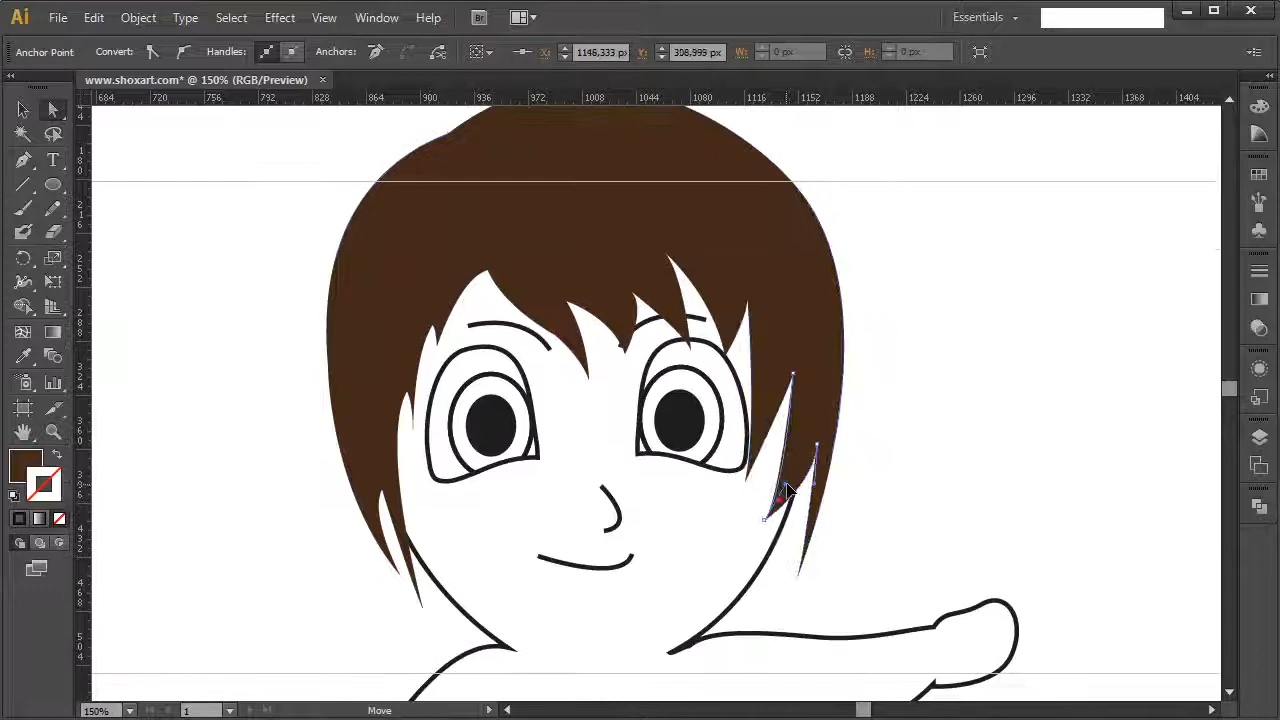 Ai File Edit Object Type Select Effect View Window Help Br Essentials
Anchor Point Convert: Handles: Anchors: X: 1146,333 px Y: 398,999 px W: 0 px H: 0 px
www.shoxart.com* @ 150% (RGB/Preview) ×
684 720 756 792 828 864 900 936 972 1008 1044 1080 1116 1152 1188 1224 1260 1296 1332 1368 1404
150% 1 Move